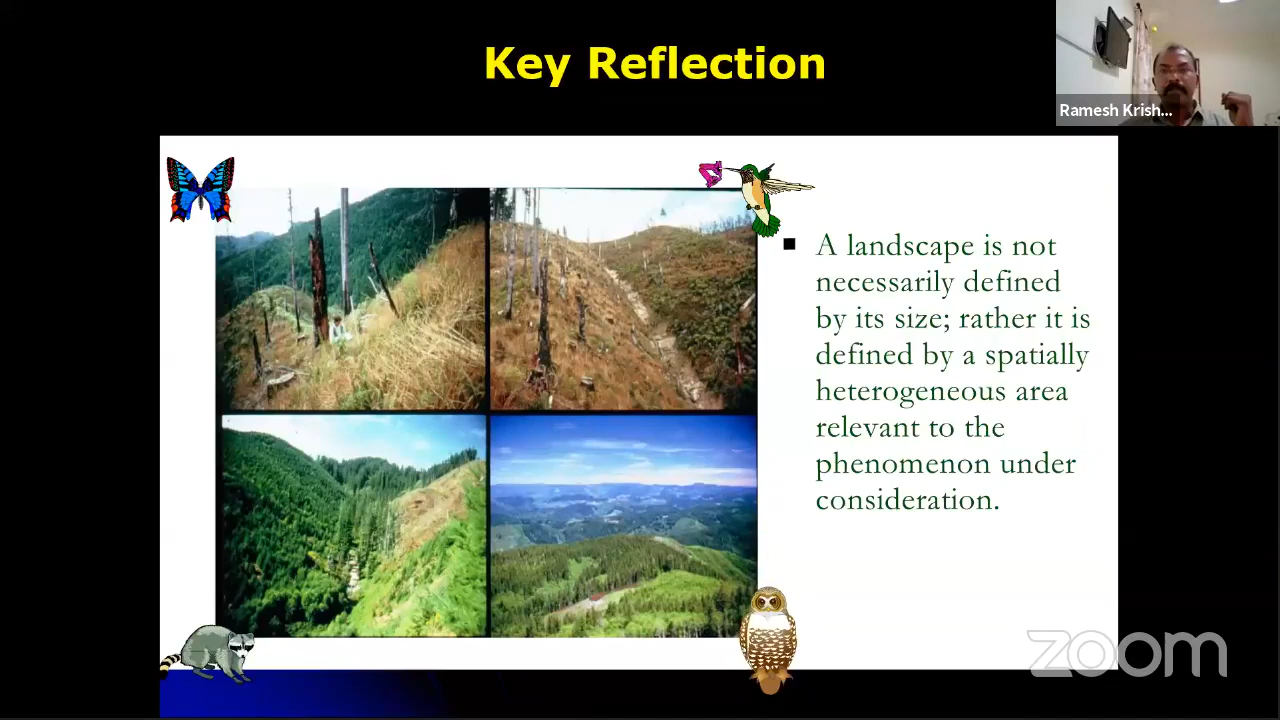 Key Reflection
Ramesh Krish...
A landscape is not
necessarily defined
by its size; rather it is
defined by a spatially
heterogeneous area
relevant to the
phenomenon under
consideration.
zoom